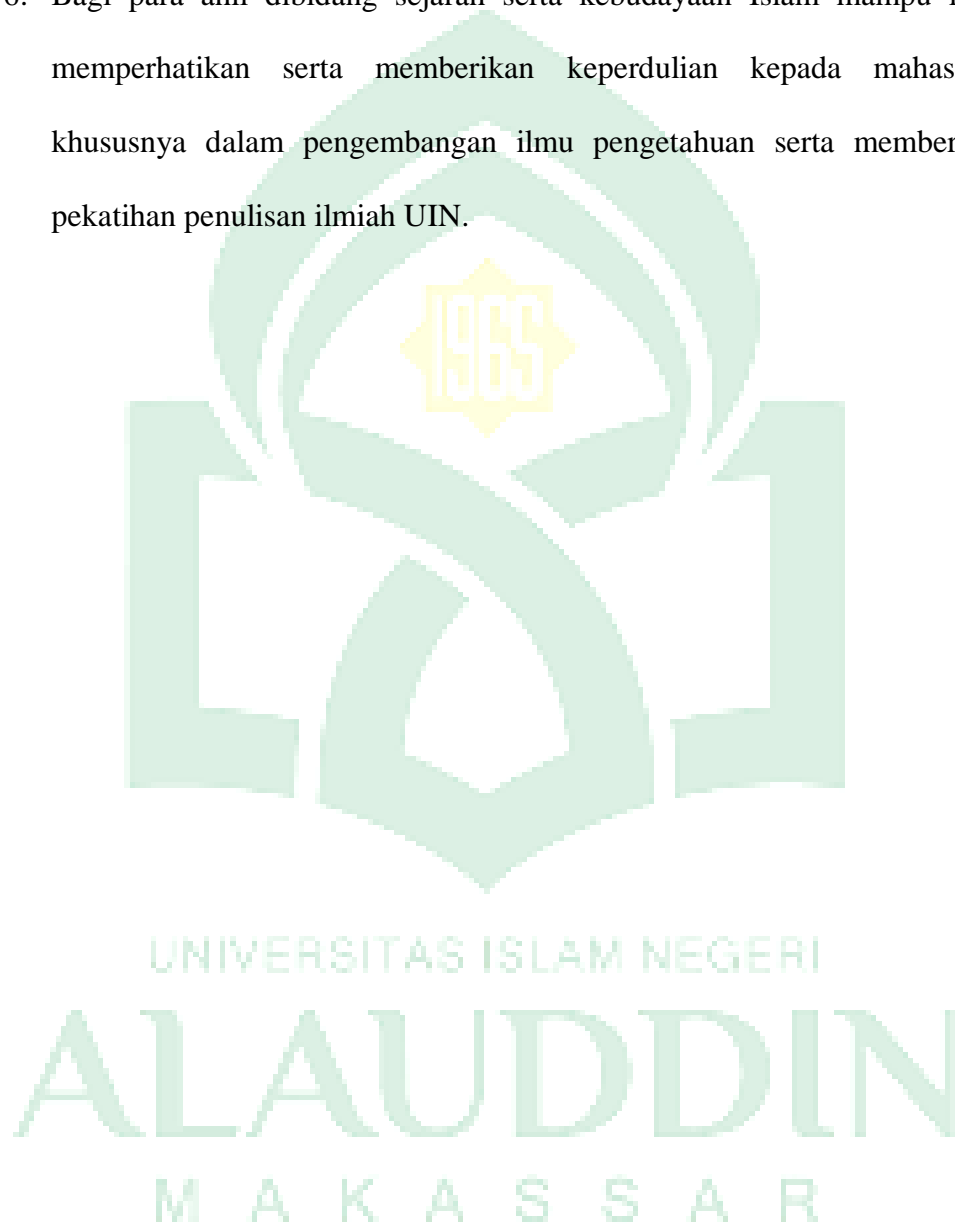 Bagi para ahli dibidang sejarah serta kebudayaan Islam mampu
memperhatikan serta memberikan keperdulian kepada mahas
khususnya dalam pengembangan ilmu pengetahuan serta member
pekatihan penulisan ilmiah UIN.
1965
UNIVERSITAS ISLAM NEGERI
ALAUDDIN
MAKASSAR